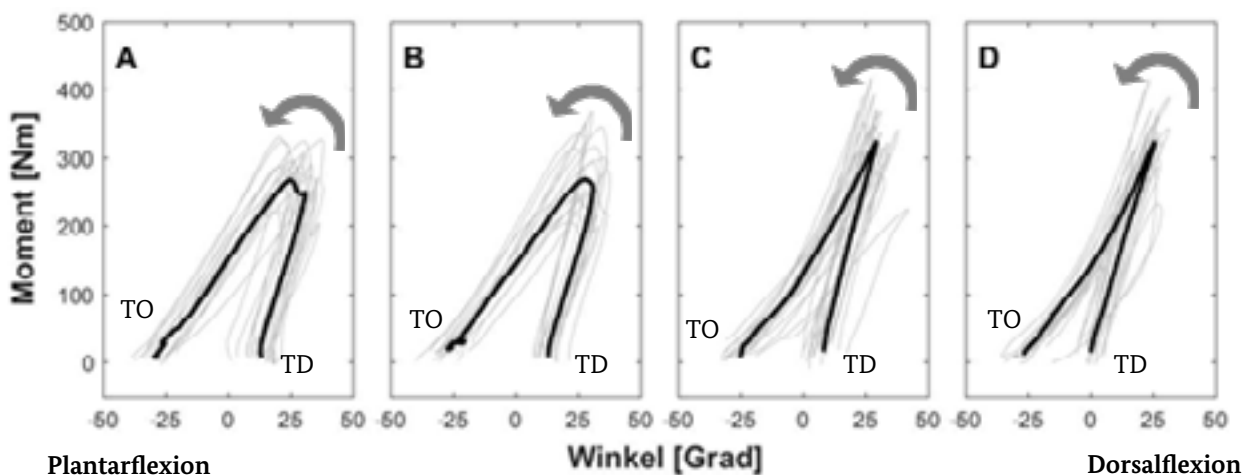 500
400
300
200
100
0
Moment [Nm]
A
B
C
D
TO
TD
TO
TD
TO
TD
TO
TD
-50 -25 0 25 50
-50 -25 0 25 50
-50 -25 0 25 50
-50 -25 0 25 50
Plantarflexion
Winkel [Grad]
Dorsalflexion